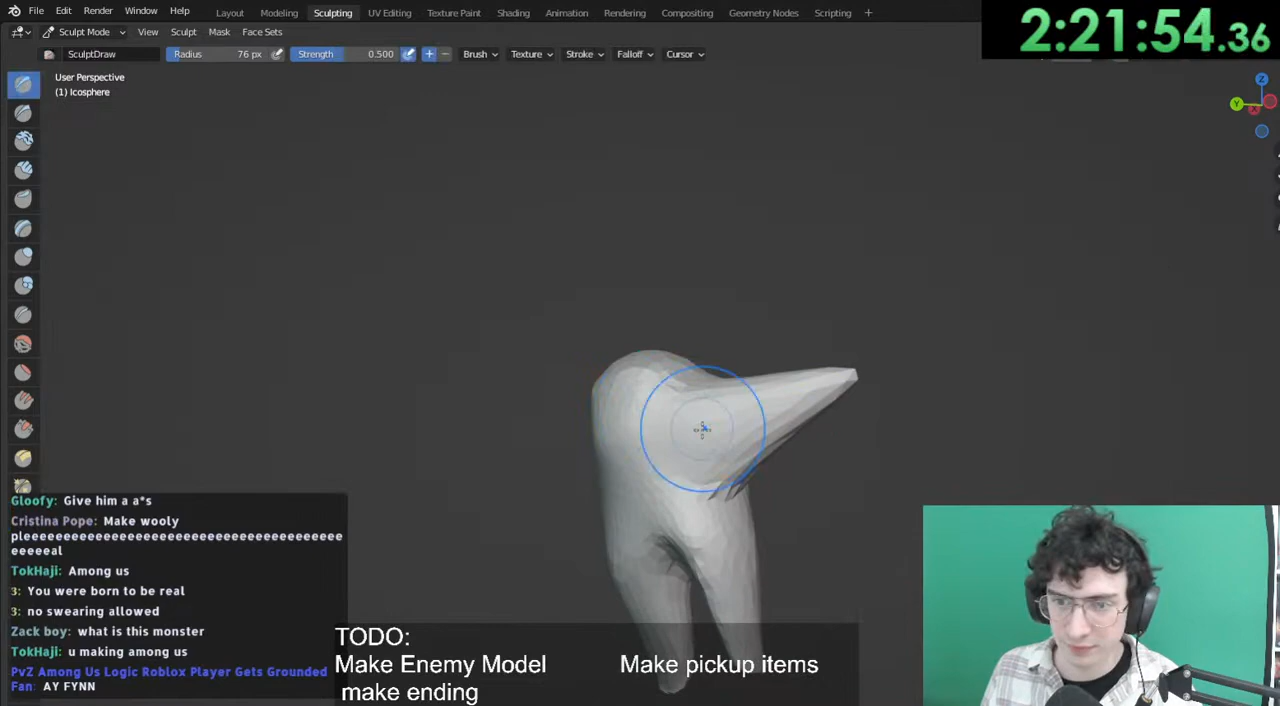 File Edit Render Window Help Layout Modeling Sculpting UV Editing Texture Paint Shading Animation Rendering Compositing Geometry Nodes Scripting +
2:21:54.36
Sculpt Mode View Sculpt Mask Face Sets
SculptDraw Radius 76 px Strength 0.500 + - Brush Texture Stroke Falloff Cursor
User Perspective
(1) Icosphere
Z
Y
X
Gloofy: Give him a a*s
Cristina Pope: Make wooly
pleeeeeeeeeeeeeeeeeeeeeeeeeeeeeeeeeeeee
eeeeeal
TokHaji: Among us
3: You were born to be real
3: no swearing allowed
Zack boy: what is this monster
TokHaji: u making among us
PvZ Among Us Logic Roblox Player Gets Grounded
Fan: AY FYNN
TODO:
Make Enemy Model Make pickup items
make ending